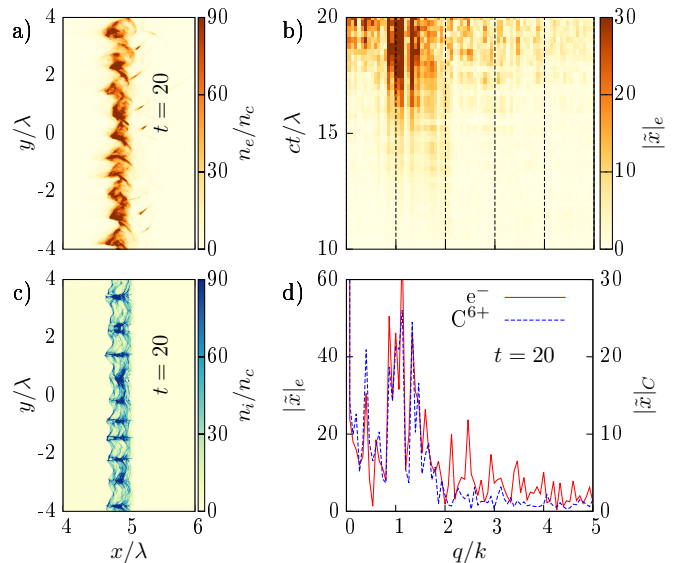 a)
4
2
0
-2
-4
y/λ
t = 20
90
60
30
0
n_e/n_c
b)
20
15
10
ct/λ
30
20
10
0
|x̃|_e
c)
4
2
0
-2
-4
y/λ
4 5 6
x/λ
t = 20
90
60
30
0
n_i/n_c
d)
60
40
20
0
|x̃|_e
e⁻
C⁶⁺
t = 20
30
20
10
0
|x̃|_C
0 1 2 3 4 5
q/k